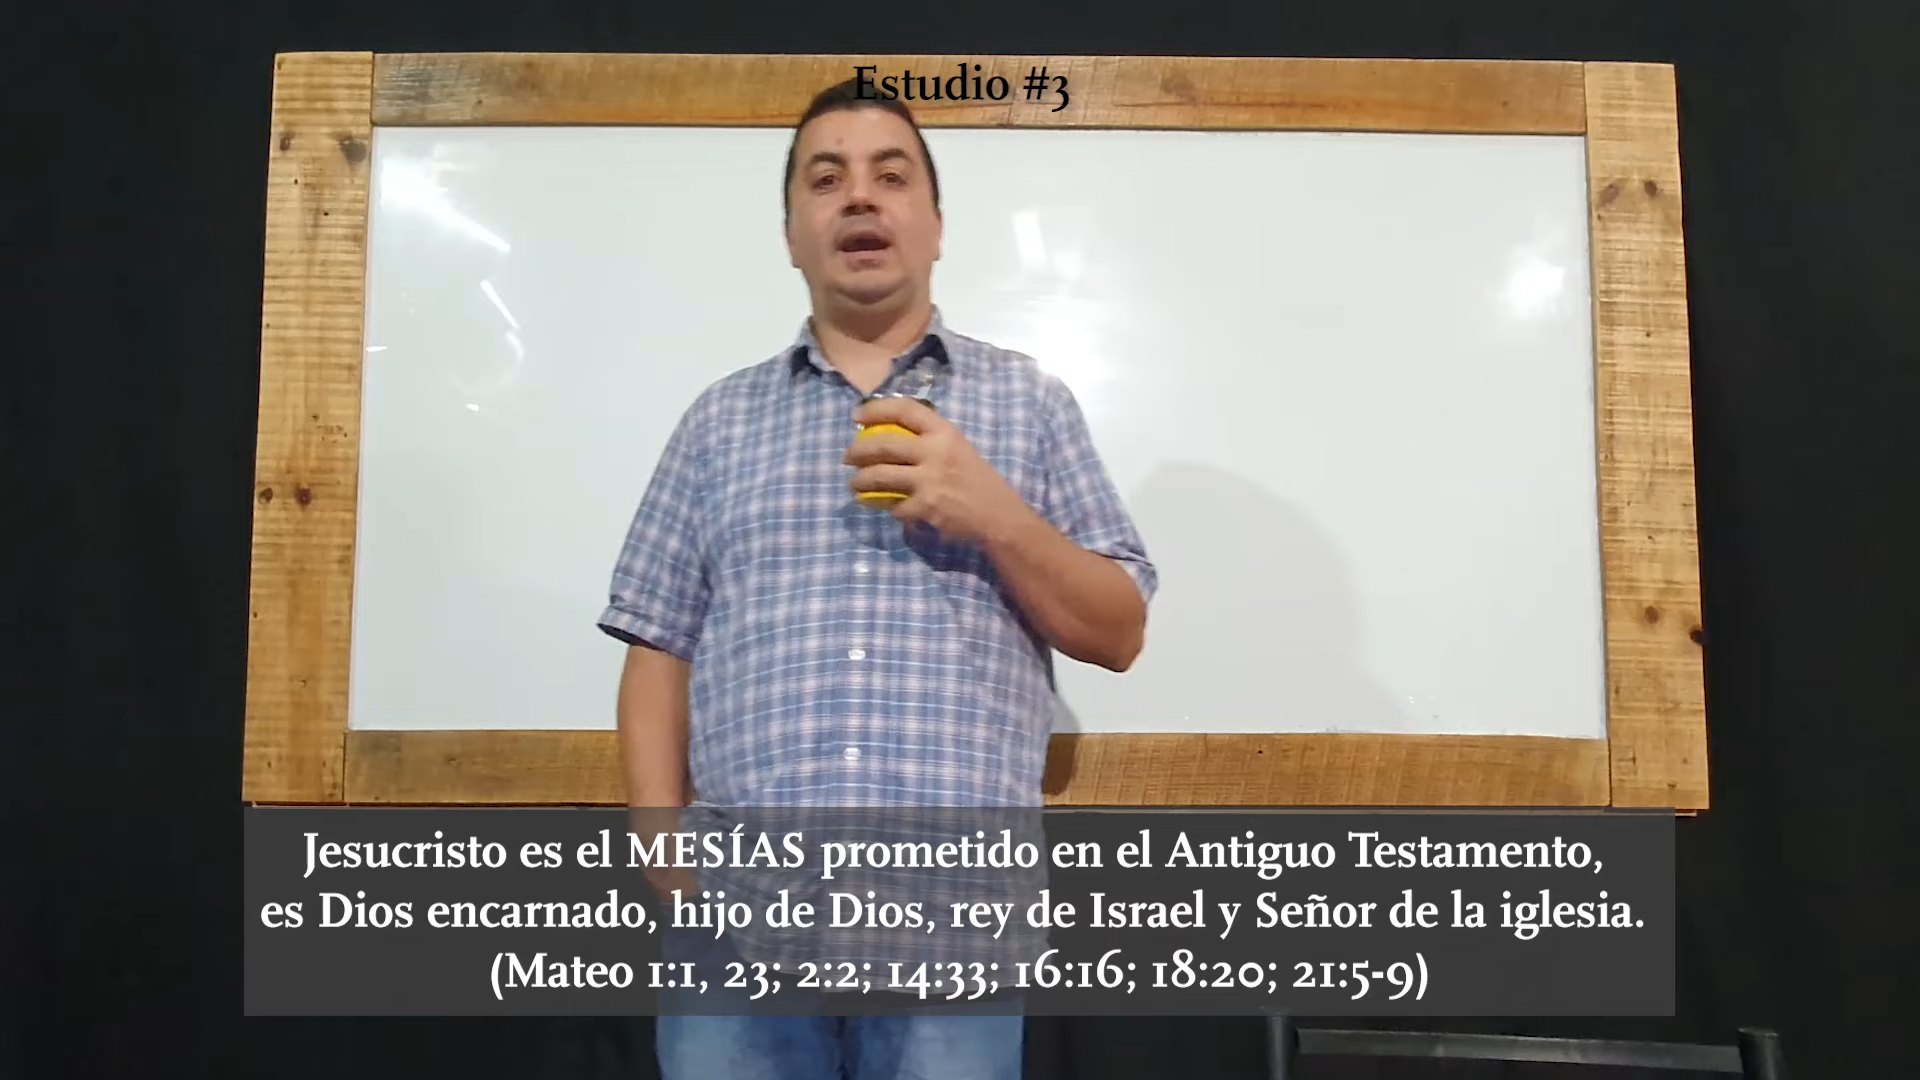 Estudio #3
Jesucristo es el MESÍAS prometido en el Antiguo Testamento,
es Dios encarnado, hijo de Dios, rey de Israel y Señor de la iglesia.
(Mateo 1:1, 23; 2:2; 14:33; 16:16; 18:20; 21:5-9)